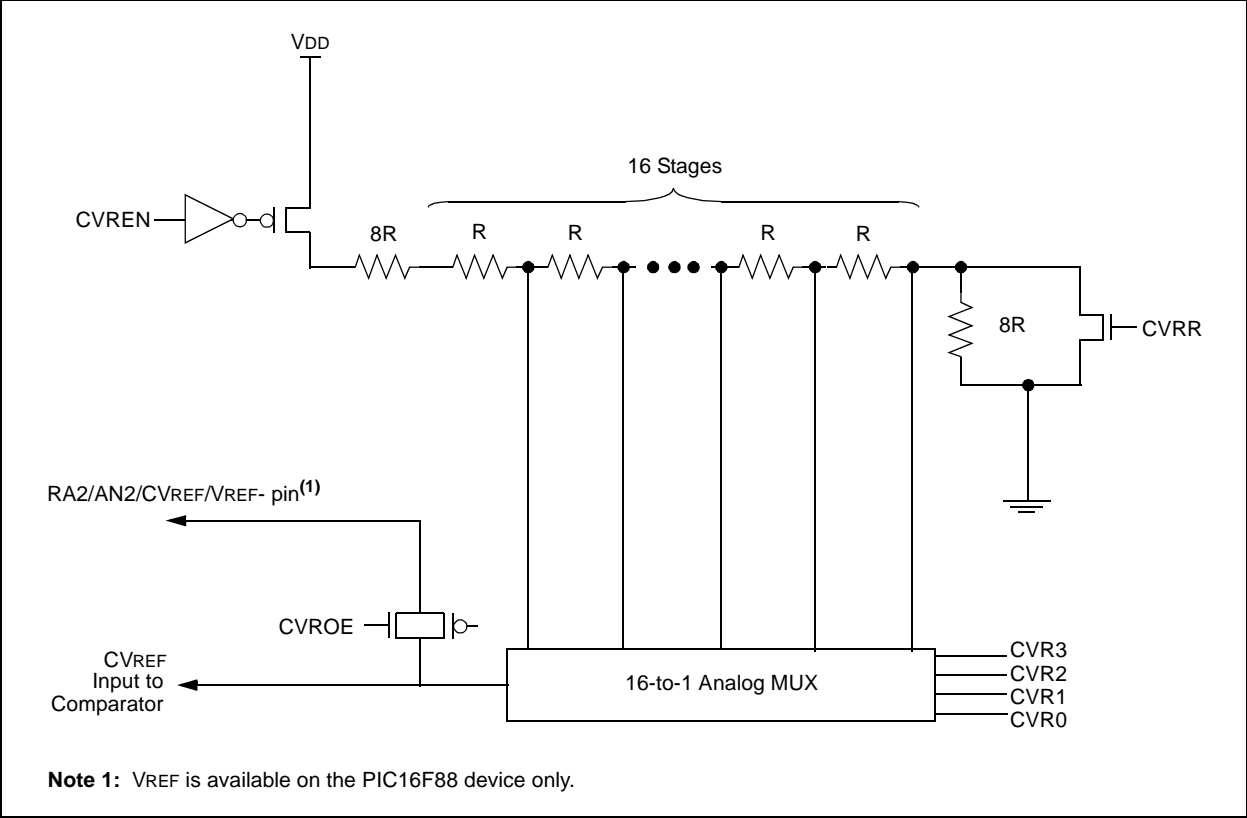 VDD
16 Stages
CVREN
8R
R
R
R
R
8R
CVRR
RA2/AN2/CVREF/VREF- pin(1)
CVROE
CVREF
Input to
Comparator
16-to-1 Analog MUX
CVR3
CVR2
CVR1
CVR0
Note 1: VREF is available on the PIC16F88 device only.